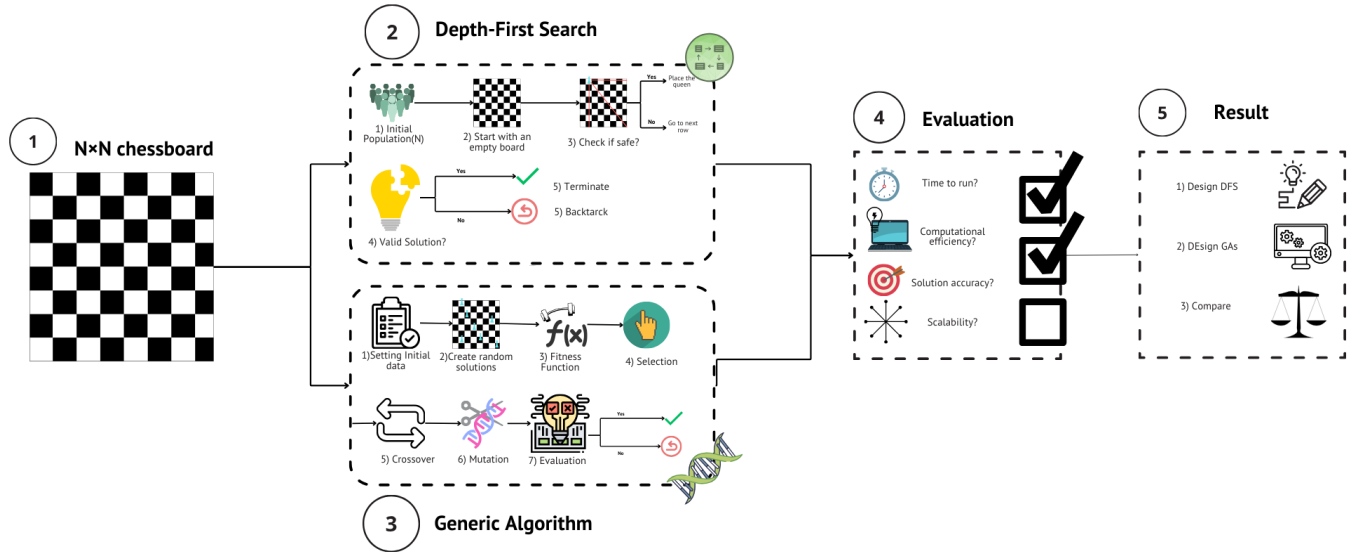 1
N×N chessboard
2
Depth-First Search
1) Initial
Population(N)
2) Start with an
empty board
3) Check if safe?
Yes
Place the
queen
No
Go to next
row
4) Valid Solution?
Yes
5) Terminate
No
5) Backtarck
1)Setting Initial
data
2)Create random
solutions
f(x)
3) Fitness
Function
4) Selection
5) Crossover
6) Mutation
7) Evaluation
Yes
No
3
Generic Algorithm
4
Evaluation
Time to run?
Computational
efficiency?
Solution accuracy?
Scalability?
5
Result
1) Design DFS
2) DEsign GAs
3) Compare